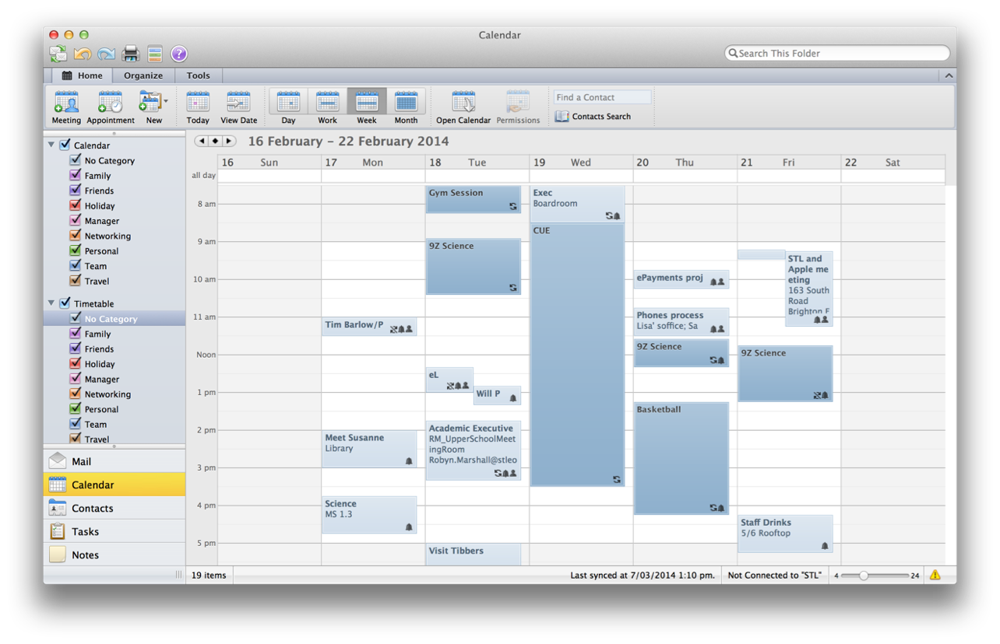 Calendar
?
Search This Folder
Home Organize Tools
Meeting Appointment New Today View Date Day Work Week Month Open Calendar Permissions
Find a Contact
Contacts Search
Calendar
No Category
Family
Friends
Holiday
Manager
Networking
Personal
Team
Travel
Timetable
No Category
Family
Friends
Holiday
Manager
Networking
Personal
Team
Travel
Mail
Calendar
Contacts
Tasks
Notes
16 February – 22 February 2014
16 Sun 17 Mon 18 Tue 19 Wed 20 Thu 21 Fri 22 Sat
all day
8 am
9 am
10 am
11 am
Noon
1 pm
2 pm
3 pm
4 pm
5 pm
Tim Barlow/P
Meet Susanne
Library
Science
MS 1.3
Gym Session
9Z Science
eL
Will P
Academic Executive
RM_UpperSchoolMeet
ingRoom
Robyn.Marshall@stleo
Visit Tibbers
Exec
Boardroom
CUE
ePayments proj
Phones process
Lisa' soffice; Sa
9Z Science
Basketball
STL and
Apple me
eting
163 South
Road
Brighton E
9Z Science
Staff Drinks
5/6 Rooftop
19 items
Last synced at 7/03/2014 1:10 pm. Not Connected to "STL" 4 24